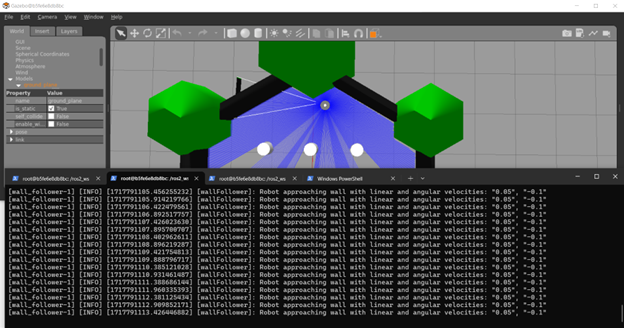 Gazebo@b5fe6e8db8bc
File Edit Camera View Window Help
World Insert Layers
GUI
Scene
Spherical Coordinates
Physics
Atmosphere
Wind
Models
Property Value
name ground_plane
is_static True
self_collide False
enable_wi... False
pose
link
root@b5fe6e8db8bc: /ros2_ws root@b5fe6e8db8bc: /ros2_ws root@b5fe6e8db8bc: /ros2_ws Windows PowerShell
[wall_follower-1] [INFO] [1717791105.456255232] [wallFollower]: Robot approaching wall with linear and angular velocities: "0.05", "-0.1"
[wall_follower-1] [INFO] [1717791105.914219766] [wallFollower]: Robot approaching wall with linear and angular velocities: "0.05", "-0.1"
[wall_follower-1] [INFO] [1717791106.422479561] [wallFollower]: Robot approaching wall with linear and angular velocities: "0.05", "-0.1"
[wall_follower-1] [INFO] [1717791106.892517757] [wallFollower]: Robot approaching wall with linear and angular velocities: "0.05", "-0.1"
[wall_follower-1] [INFO] [1717791107.426023630] [wallFollower]: Robot approaching wall with linear and angular velocities: "0.05", "-0.1"
[wall_follower-1] [INFO] [1717791107.895700707] [wallFollower]: Robot approaching wall with linear and angular velocities: "0.05", "-0.1"
[wall_follower-1] [INFO] [1717791108.402962611] [wallFollower]: Robot approaching wall with linear and angular velocities: "0.05", "-0.1"
[wall_follower-1] [INFO] [1717791108.896219287] [wallFollower]: Robot approaching wall with linear and angular velocities: "0.05", "-0.1"
[wall_follower-1] [INFO] [1717791109.421754813] [wallFollower]: Robot approaching wall with linear and angular velocities: "0.05", "-0.1"
[wall_follower-1] [INFO] [1717791109.888796717] [wallFollower]: Robot approaching wall with linear and angular velocities: "0.05", "-0.1"
[wall_follower-1] [INFO] [1717791110.385121028] [wallFollower]: Robot approaching wall with linear and angular velocities: "0.05", "-0.1"
[wall_follower-1] [INFO] [1717791110.931461487] [wallFollower]: Robot approaching wall with linear and angular velocities: "0.05", "-0.1"
[wall_follower-1] [INFO] [1717791111.388686144] [wallFollower]: Robot approaching wall with linear and angular velocities: "0.05", "-0.1"
[wall_follower-1] [INFO] [1717791111.960335393] [wallFollower]: Robot approaching wall with linear and angular velocities: "0.05", "-0.1"
[wall_follower-1] [INFO] [1717791112.381125434] [wallFollower]: Robot approaching wall with linear and angular velocities: "0.05", "-0.1"
[wall_follower-1] [INFO] [1717791112.909852171] [wallFollower]: Robot approaching wall with linear and angular velocities: "0.05", "-0.1"
[wall_follower-1] [INFO] [1717791113.426446882] [wallFollower]: Robot approaching wall with linear and angular velocities: "0.05", "-0.1"